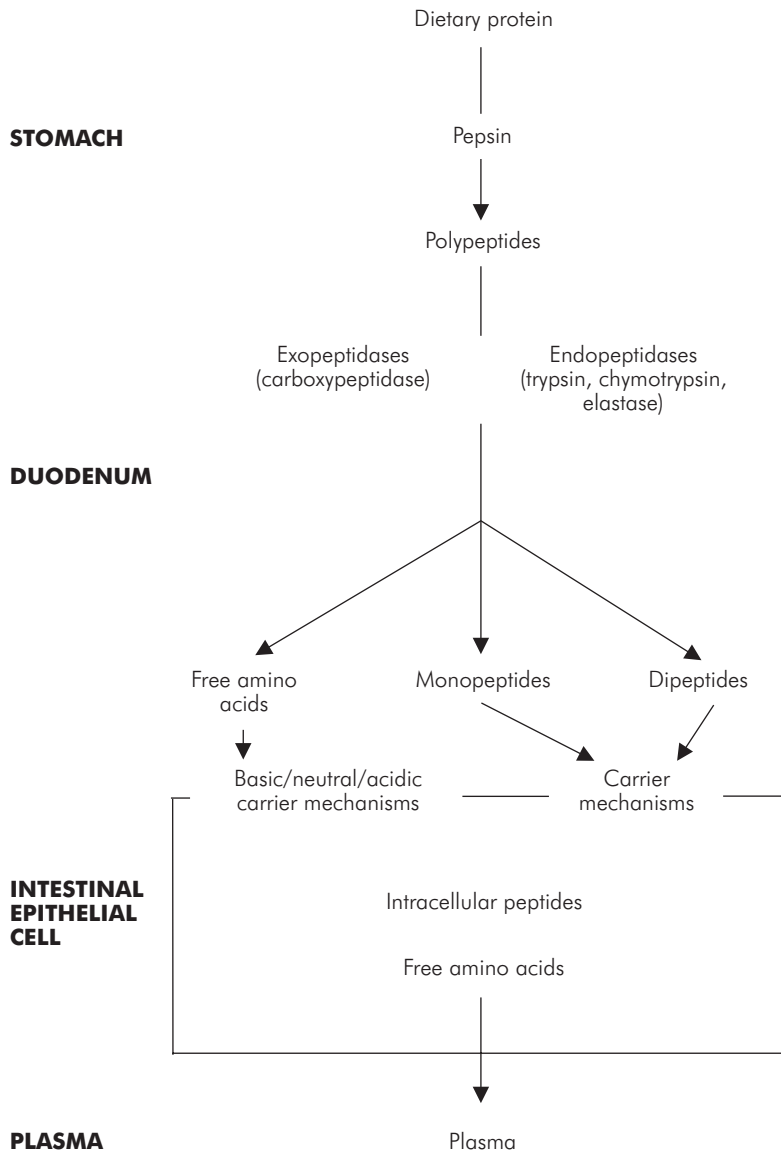 Dietary protein
STOMACH
Pepsin
Polypeptides
Exopeptidases
(carboxypeptidase)
Endopeptidases
(trypsin, chymotrypsin,
elastase)
DUODENUM
Free amino
acids
Monopeptides
Dipeptides
Basic/neutral/acidic
carrier mechanisms
Carrier
mechanisms
INTESTINAL
EPITHELIAL
CELL
Intracellular peptides
Free amino acids
PLASMA
Plasma